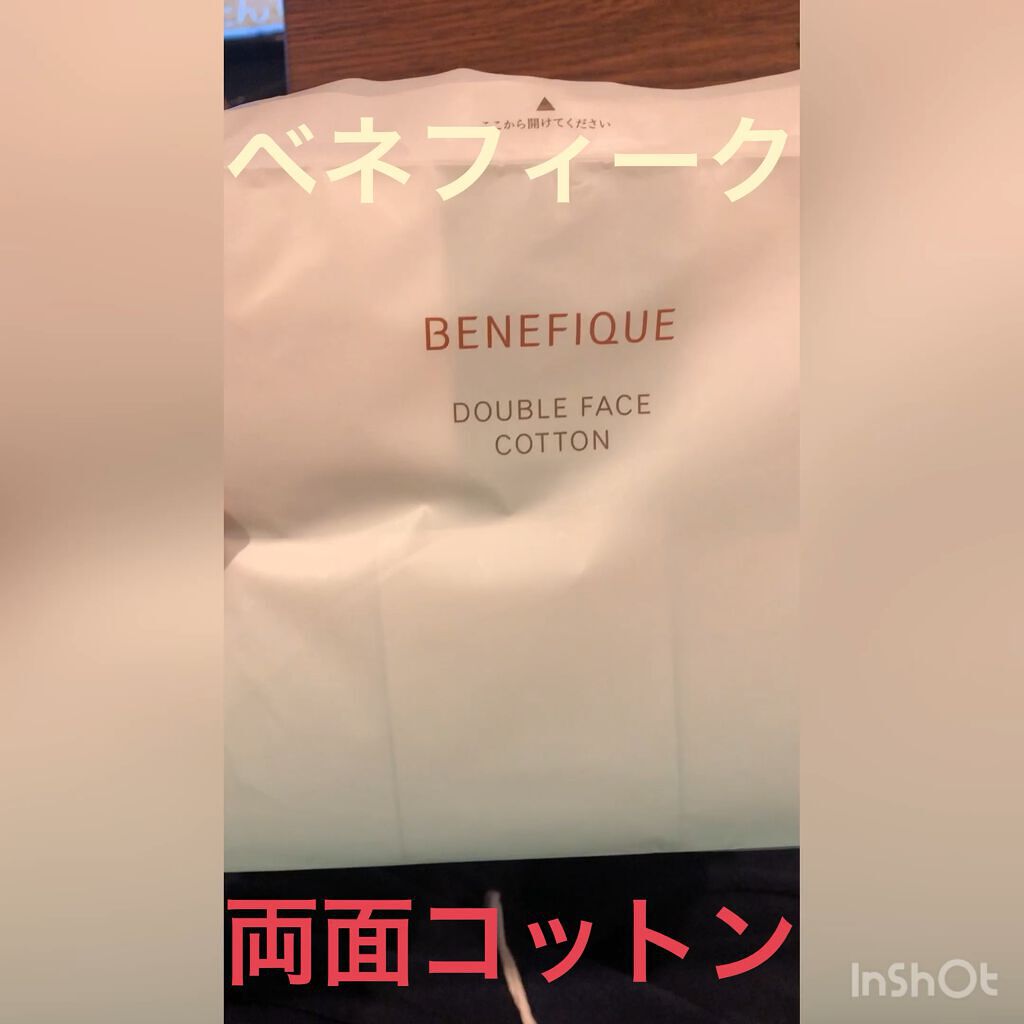 ▲
ここから開けてください
ベネフィーク
BENEFIQUE
DOUBLE FACE
COTTON
両面コットン
InShOt